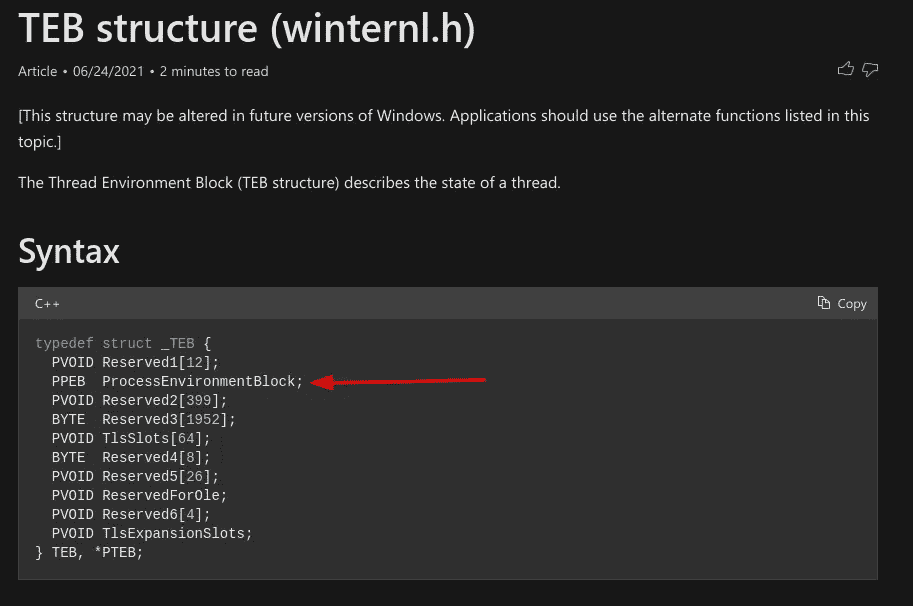 TEB structure (winternl.h)
Article • 06/24/2021 • 2 minutes to read
[This structure may be altered in future versions of Windows. Applications should use the alternate functions listed in this
topic.]
The Thread Environment Block (TEB structure) describes the state of a thread.
Syntax
C++
Copy
typedef struct _TEB {
  PVOID Reserved1[12];
  PPEB  ProcessEnvironmentBlock;
  PVOID Reserved2[399];
  BYTE  Reserved3[1952];
  PVOID TlsSlots[64];
  BYTE  Reserved4[8];
  PVOID Reserved5[26];
  PVOID ReservedForOle;
  PVOID Reserved6[4];
  PVOID TlsExpansionSlots;
} TEB, *PTEB;